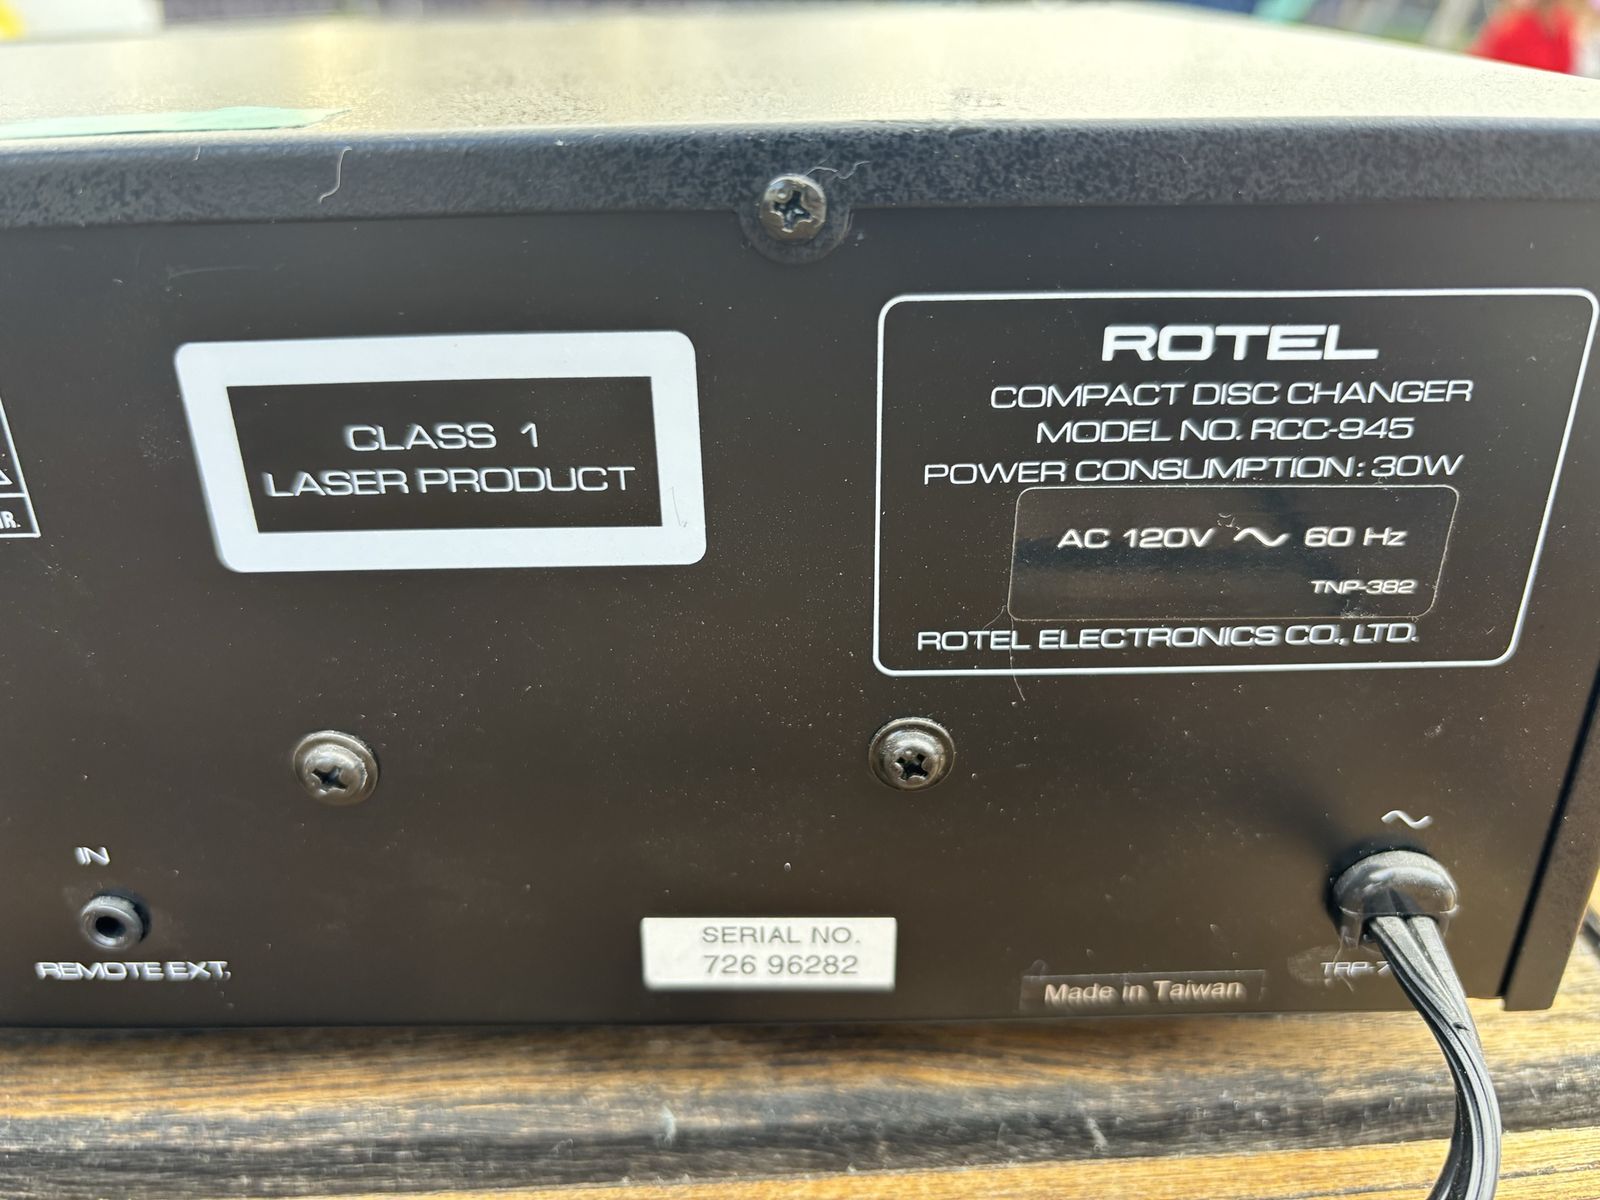 ROTEL
COMPACT DISC CHANGER
MODEL NO. RCC-945
POWER CONSUMPTION: 30W
AC 120V ~ 60 Hz
TNP-382
ROTEL ELECTRONICS CO., LTD.
CLASS 1
LASER PRODUCT
IN
REMOTE EXT.
SERIAL NO.
726 96282
Made in Taiwan
~